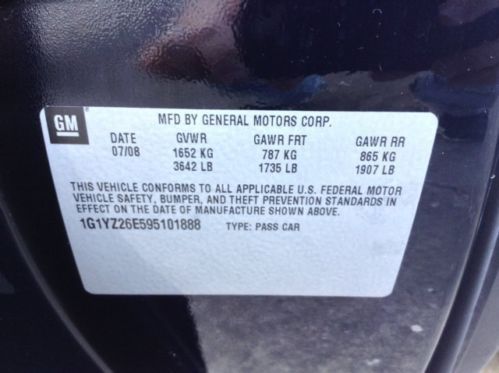 GM
MFD BY GENERAL MOTORS CORP.
DATE GVWR GAWR FRT GAWR RR
07/08 1652 KG 787 KG 865 KG
3642 LB 1735 LB 1907 LB
THIS VEHICLE CONFORMS TO ALL APPLICABLE U.S. FEDERAL MOTOR
VEHICLE SAFETY, BUMPER, AND THEFT PREVENTION STANDARDS IN
EFFECT ON THE DATE OF MANUFACTURE SHOWN ABOVE.
1G1YZ26E595101888 TYPE: PASS CAR